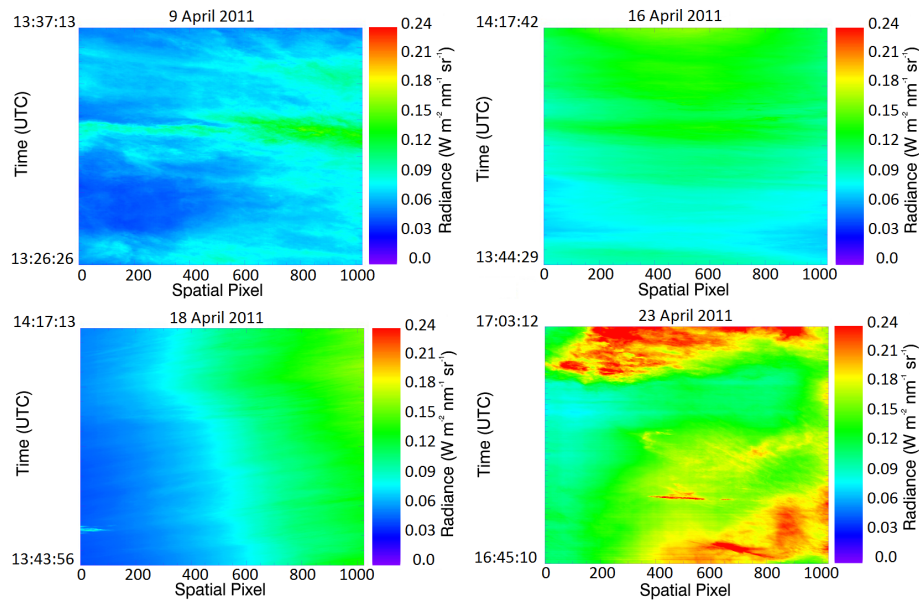 9 April 2011
13:37:13
Time (UTC)
13:26:26
0 200 400 600 800 1000
Spatial Pixel
0.24
0.21
0.18
0.15
0.12
0.09
0.06
0.03
0.0
Radiance (W m⁻² nm⁻¹ sr⁻¹)
16 April 2011
14:17:42
Time (UTC)
13:44:29
0 200 400 600 800 1000
Spatial Pixel
0.24
0.21
0.18
0.15
0.12
0.09
0.06
0.03
0.0
Radiance (W m⁻² nm⁻¹ sr⁻¹)
18 April 2011
14:17:13
Time (UTC)
13:43:56
0 200 400 600 800 1000
Spatial Pixel
0.24
0.21
0.18
0.15
0.12
0.09
0.06
0.03
0.0
Radiance (W m⁻² nm⁻¹ sr⁻¹)
23 April 2011
17:03:12
Time (UTC)
16:45:10
0 200 400 600 800 1000
Spatial Pixel
0.24
0.21
0.18
0.15
0.12
0.09
0.06
0.03
0.0
Radiance (W m⁻² nm⁻¹ sr⁻¹)